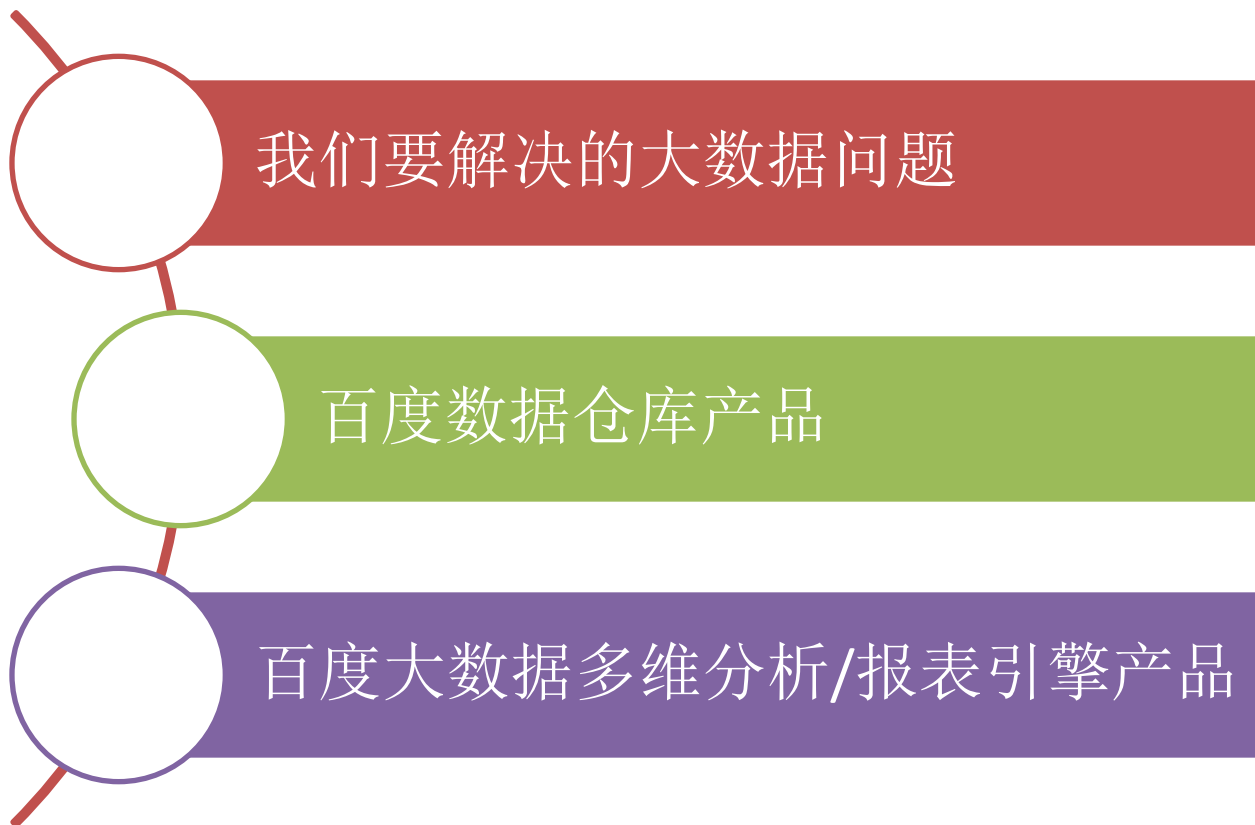 我们要解决的大数据问题
百度数据仓库产品
百度大数据多维分析/报表引擎产品